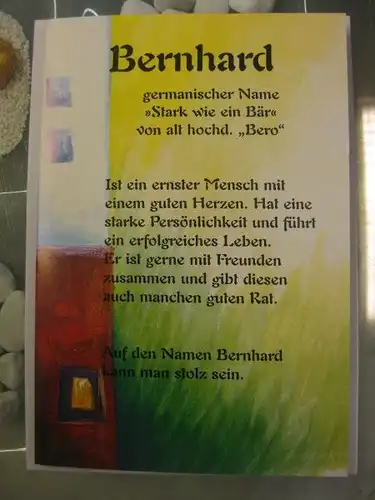 Bernhard
germanischer Name
»Stark wie ein Bär«
von alt hochd. „Bero“
Ist ein ernster Mensch mit
einem guten Herzen. Hat eine
starke Persönlichkeit und führt
ein erfolgreiches Leben.
Er ist gerne mit Freunden
zusammen und gibt diesen
auch manchen guten Rat.
Auf den Namen Bernhard
kann man stolz sein.